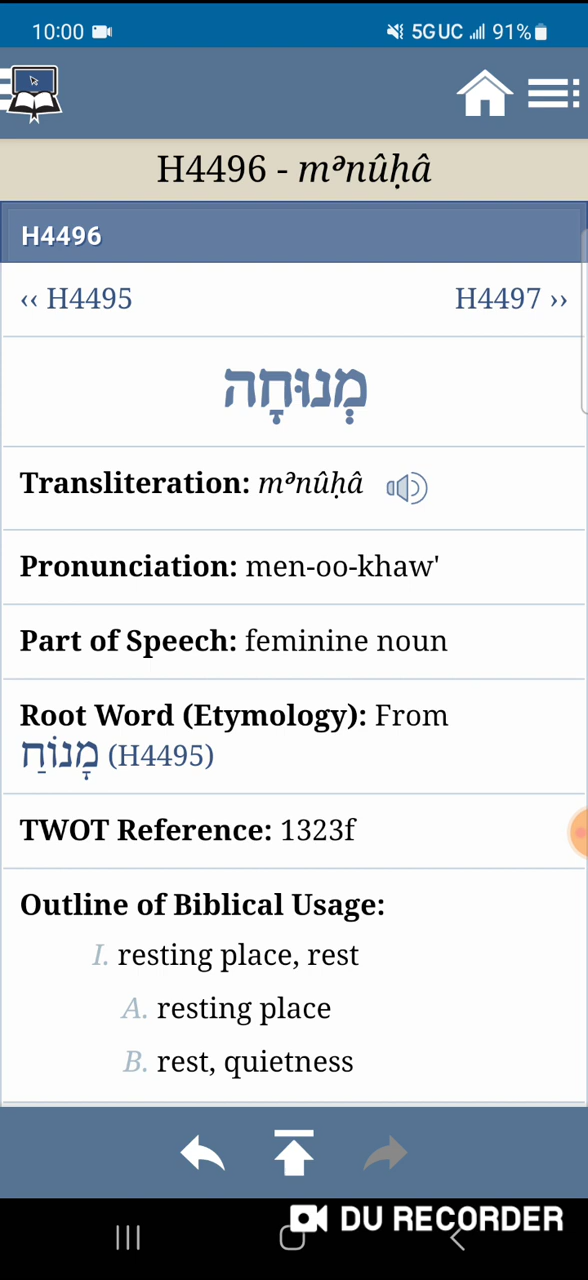 10:00 5G UC 91%
H4496 - mᵊnûḥâ
H4496
‹‹ H4495 H4497 ››
מְנוּחָה
Transliteration: mᵊnûḥâ
Pronunciation: men-oo-khaw'
Part of Speech: feminine noun
Root Word (Etymology): From
מָנוֹחַ (H4495)
TWOT Reference: 1323f
Outline of Biblical Usage:
I. resting place, rest
A. resting place
B. rest, quietness
DU RECORDER